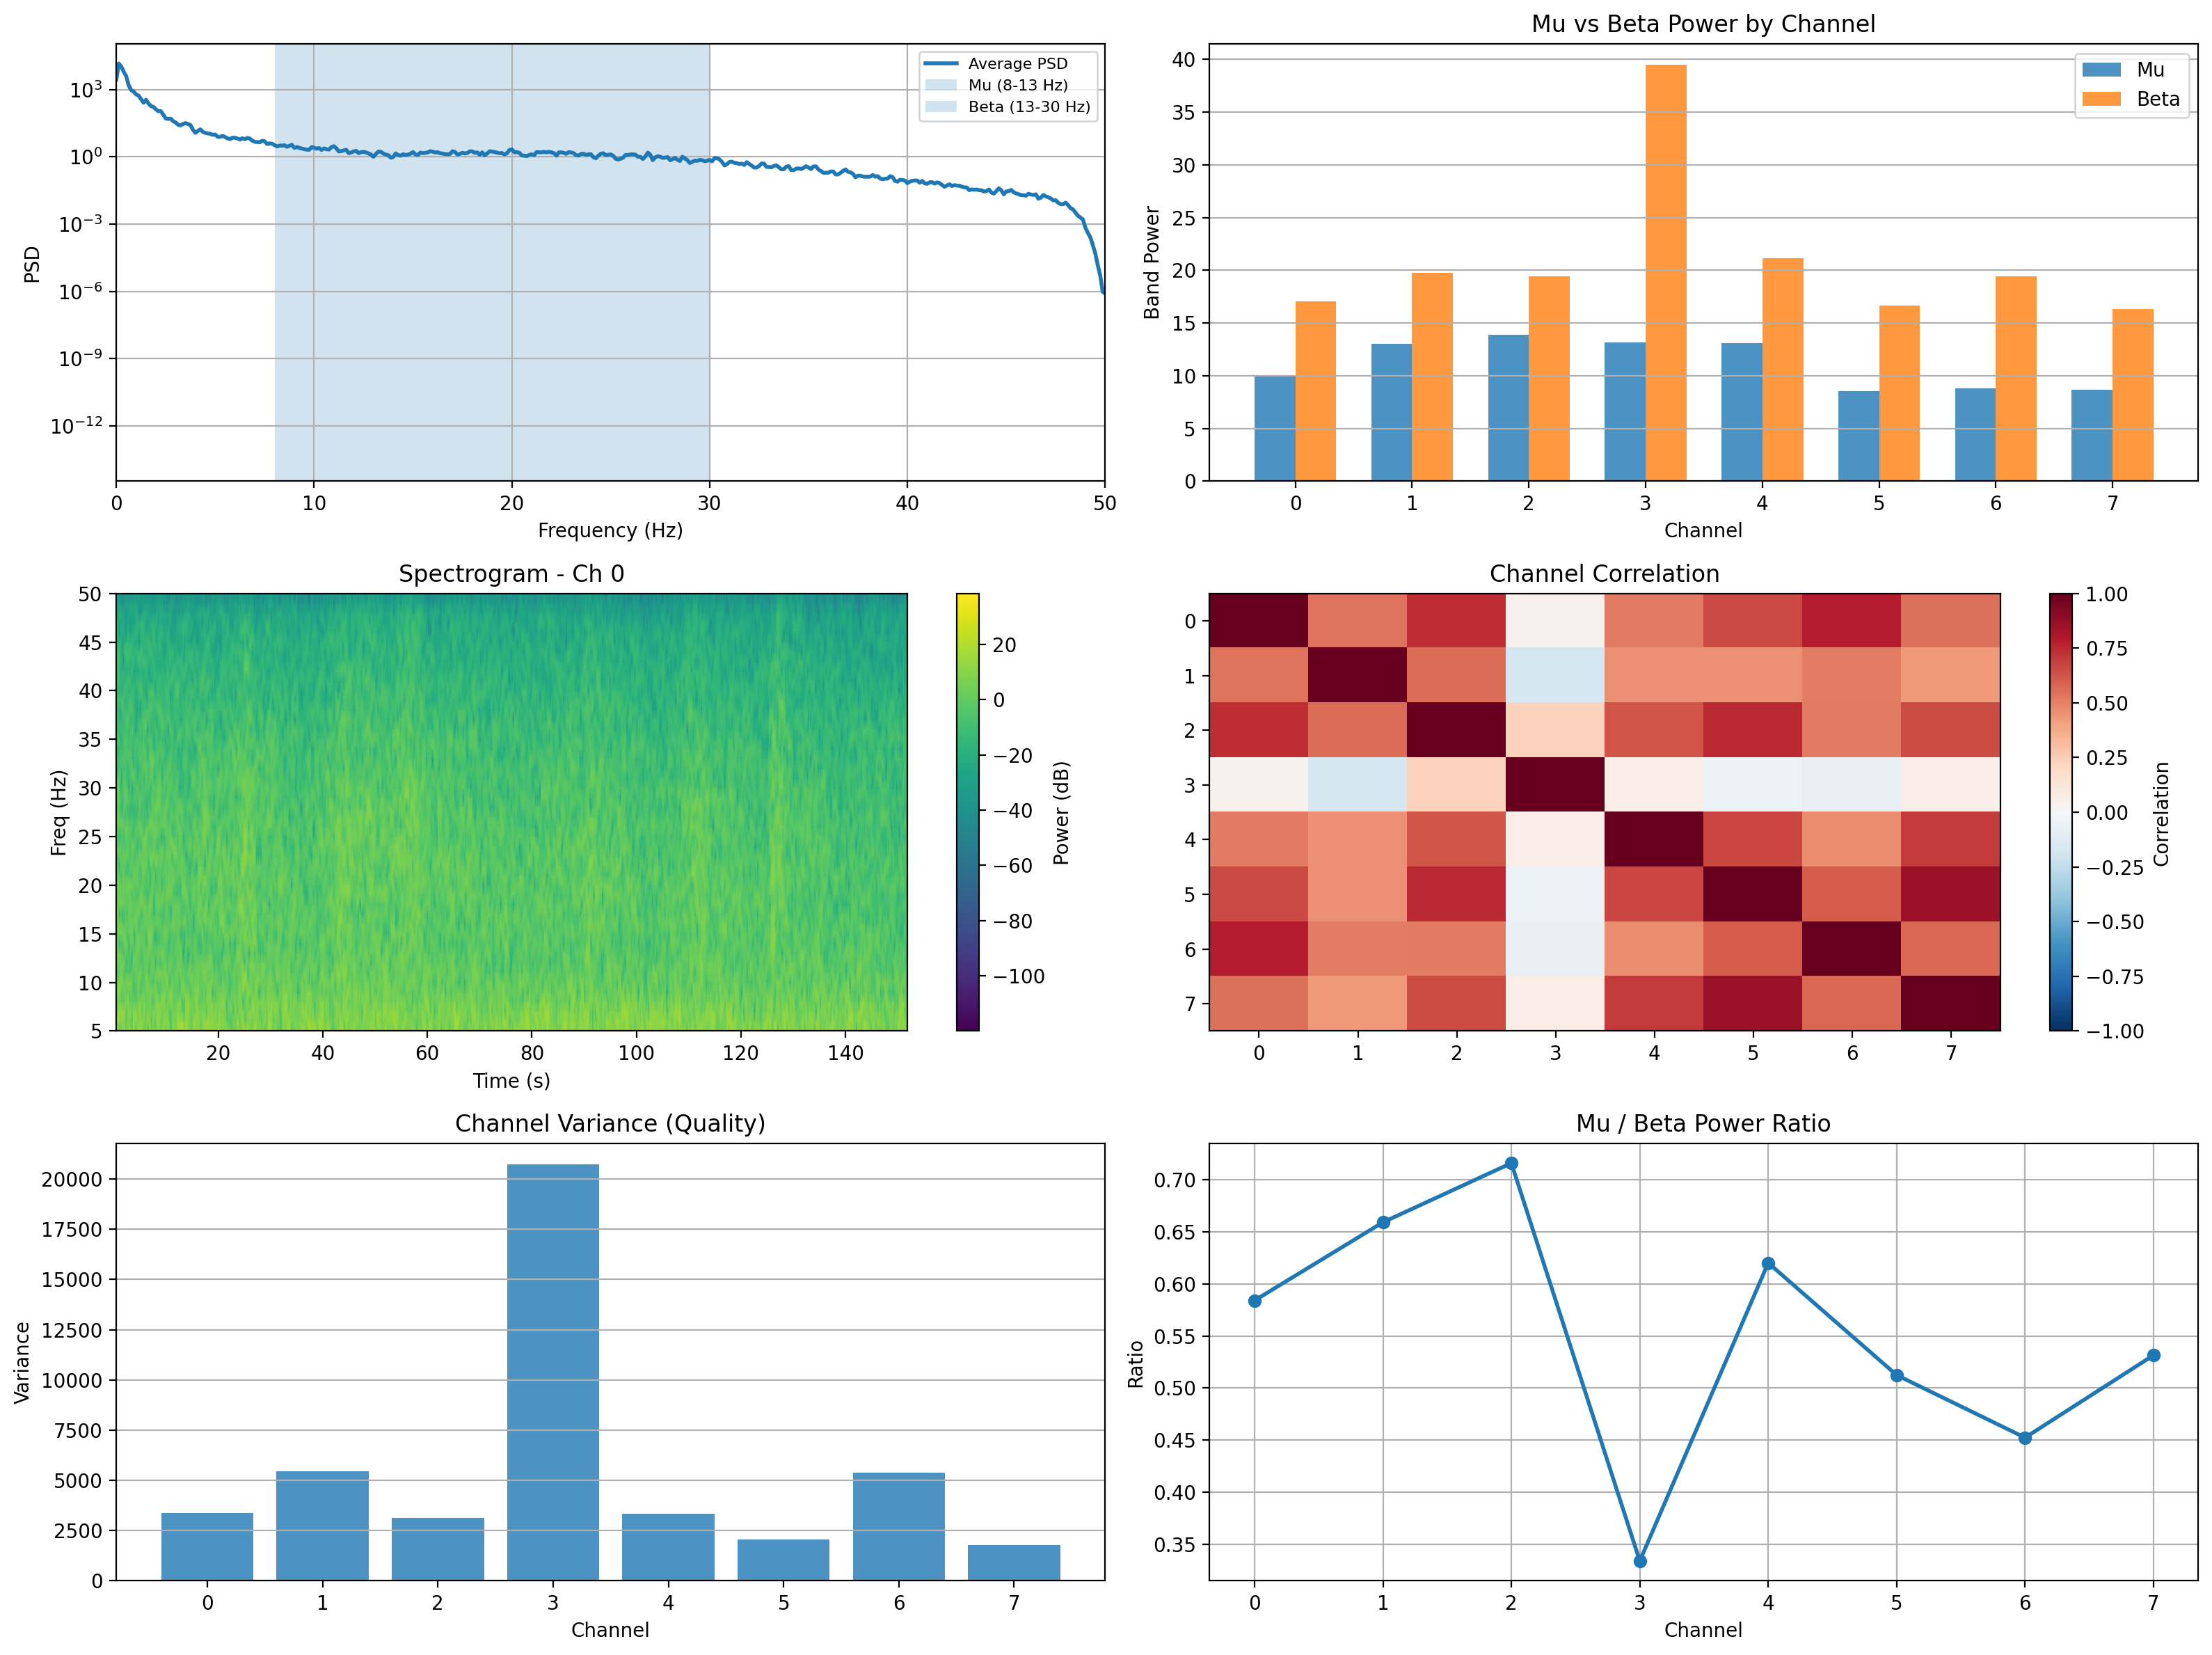 10³
10⁰
10⁻³
10⁻⁶
10⁻⁹
10⁻¹²
PSD
0 10 20 30 40 50
Frequency (Hz)
Average PSD
Mu (8-13 Hz)
Beta (13-30 Hz)
Mu vs Beta Power by Channel
40
35
30
25
20
15
10
5
0
Band Power
0 1 2 3 4 5 6 7
Channel
Mu
Beta
Spectrogram - Ch 0
50
45
40
35
30
25
20
15
10
5
Freq (Hz)
20 40 60 80 100 120 140
Time (s)
20
0
−20
−40
−60
−80
−100
Power (dB)
Channel Correlation
0
1
2
3
4
5
6
7
0 1 2 3 4 5 6 7
1.00
0.75
0.50
0.25
0.00
−0.25
−0.50
−0.75
−1.00
Correlation
Channel Variance (Quality)
20000
17500
15000
12500
10000
7500
5000
2500
0
Variance
0 1 2 3 4 5 6 7
Channel
Mu / Beta Power Ratio
0.70
0.65
0.60
0.55
0.50
0.45
0.40
0.35
Ratio
0 1 2 3 4 5 6 7
Channel